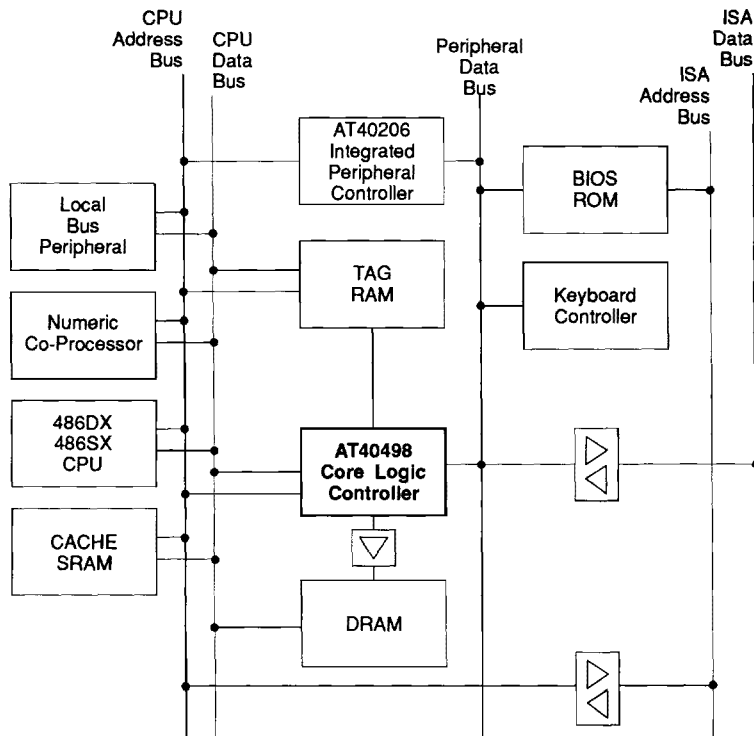 CPU
Address
Bus
CPU
Data
Bus
Peripheral
Data
Bus
ISA
Data
Bus
ISA
Address
Bus
AT40206
Integrated
Peripheral
Controller
BIOS
ROM
Local
Bus
Peripheral
TAG
RAM
Keyboard
Controller
Numeric
Co-Processor
486DX
486SX
CPU
AT40498
Core Logic
Controller
CACHE
SRAM
DRAM